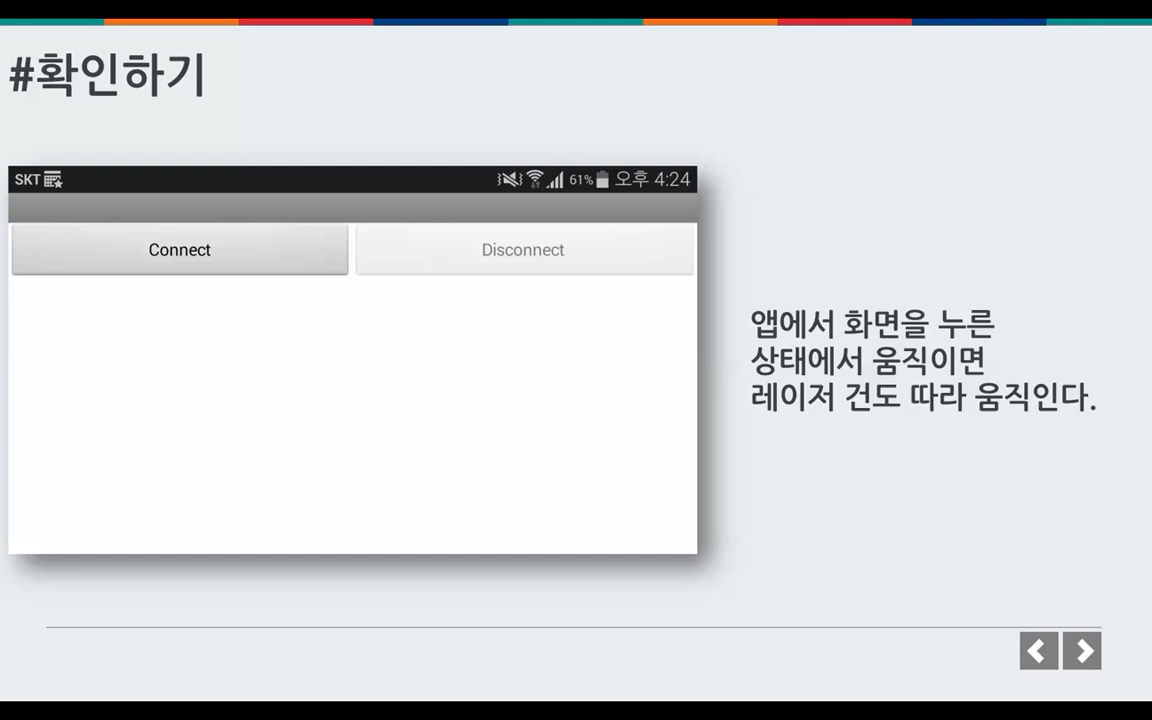 #확인하기
SKT 61% 오후 4:24
Connect Disconnect
앱에서 화면을 누른
상태에서 움직이면
레이저 건도 따라 움직인다.